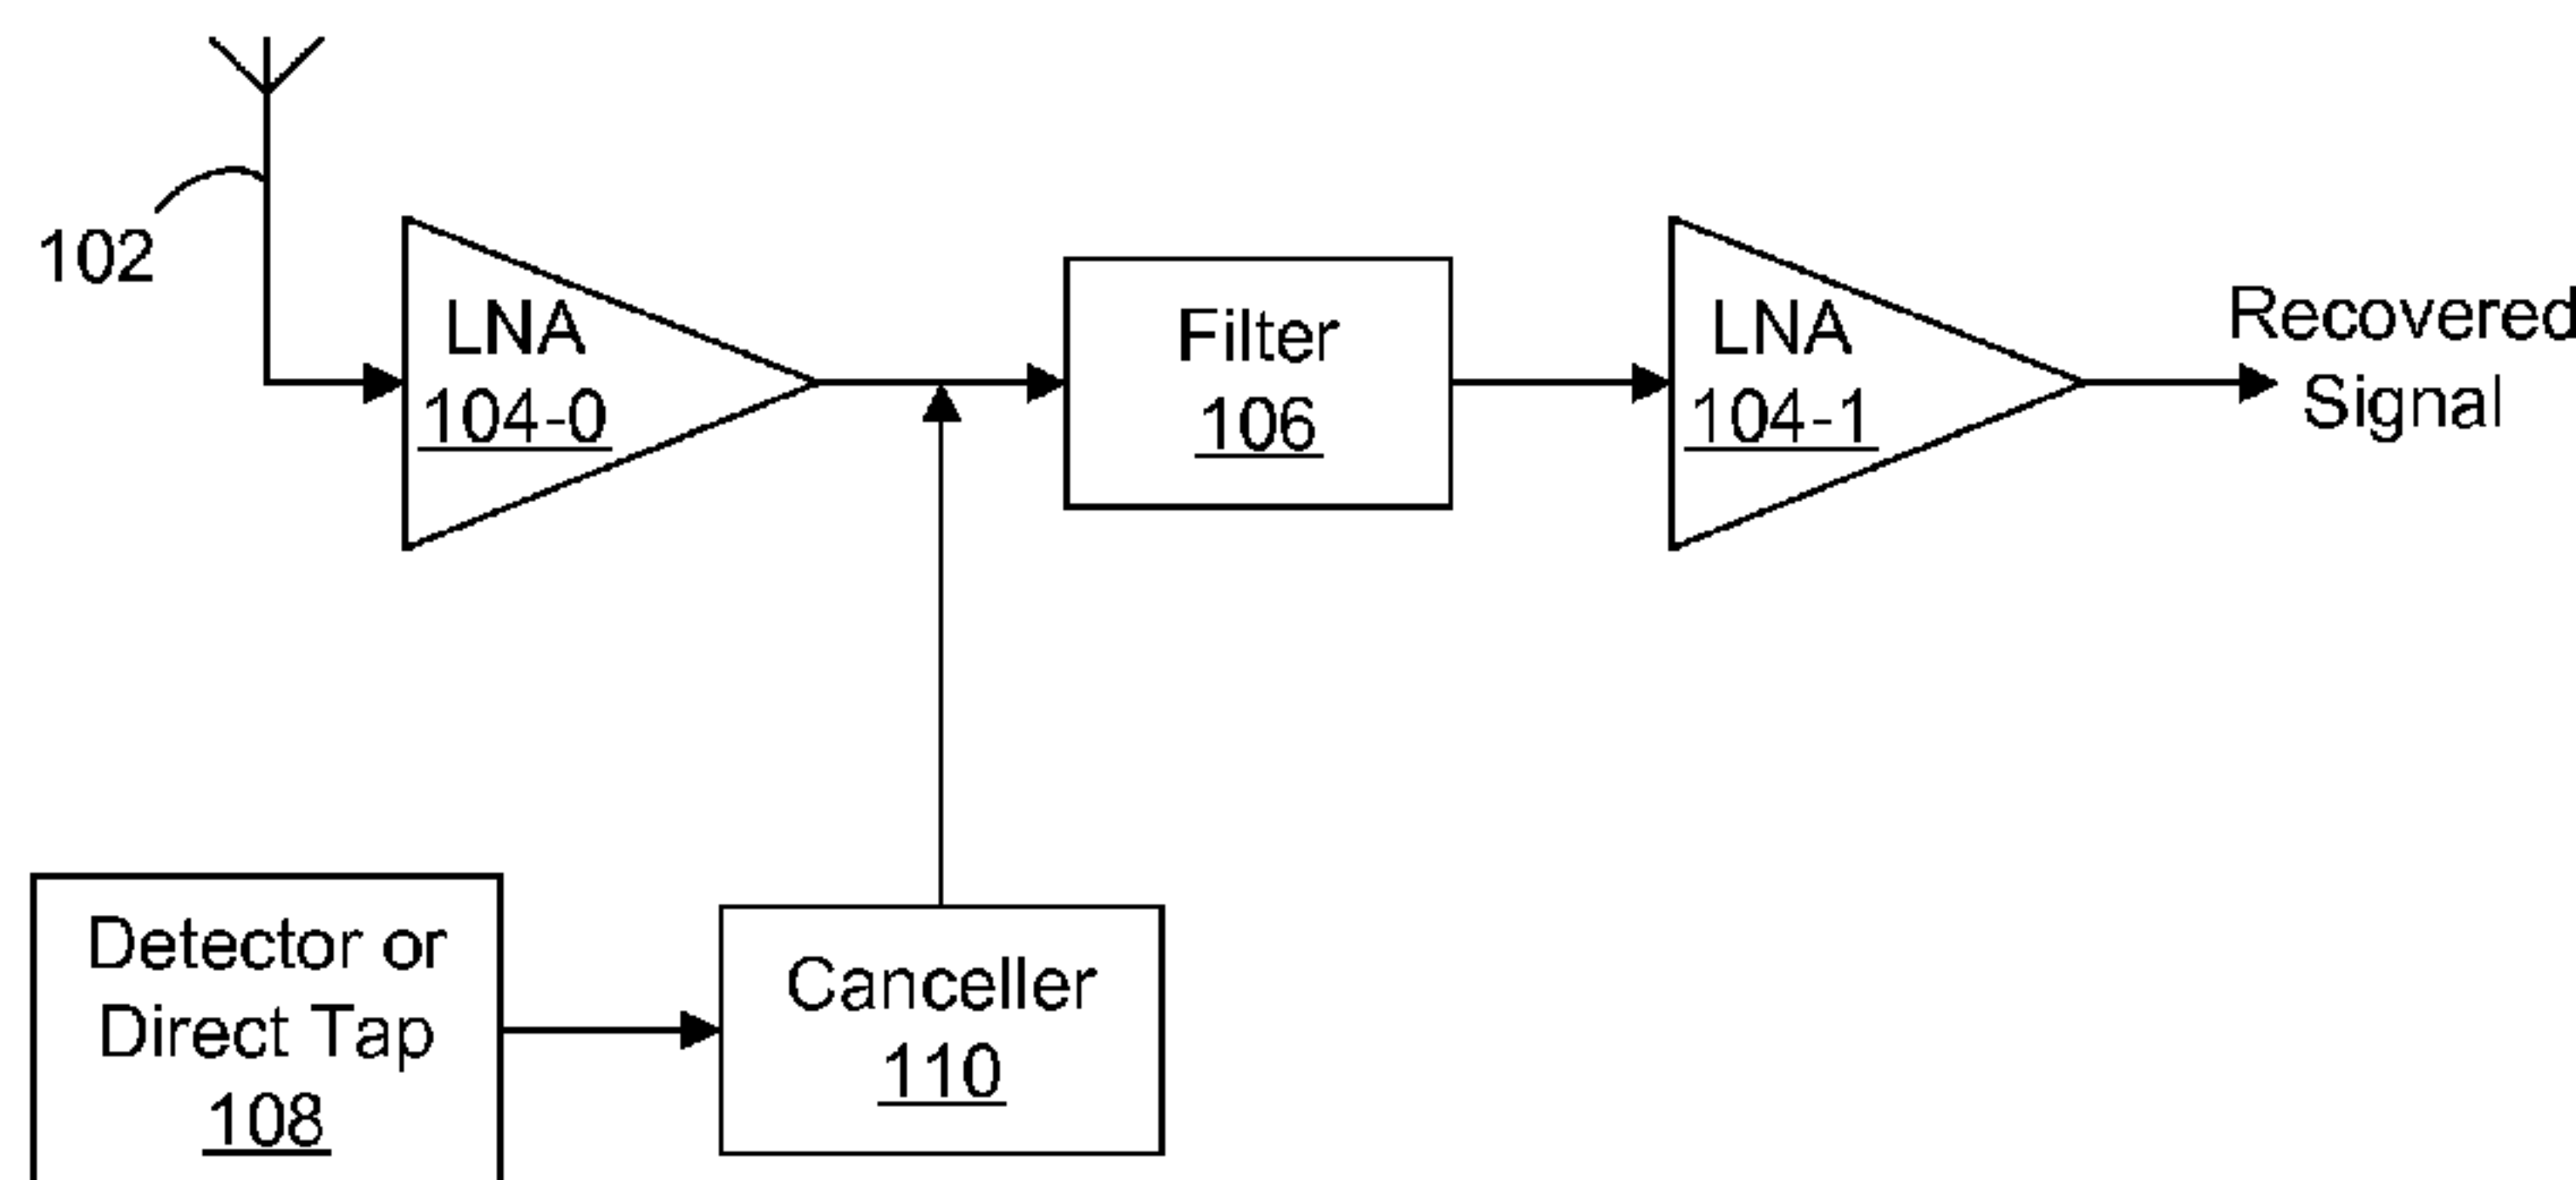 102
LNA
104-0
Filter
106
LNA
104-1
Recovered
Signal
Detector or
Direct Tap
108
Canceller
110